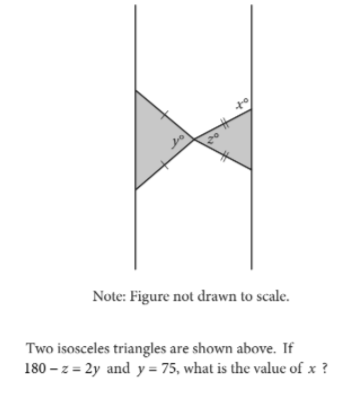 x°
y° z°
Note: Figure not drawn to scale.
Two isosceles triangles are shown above. If
180 – z = 2y and y = 75, what is the value of x ?